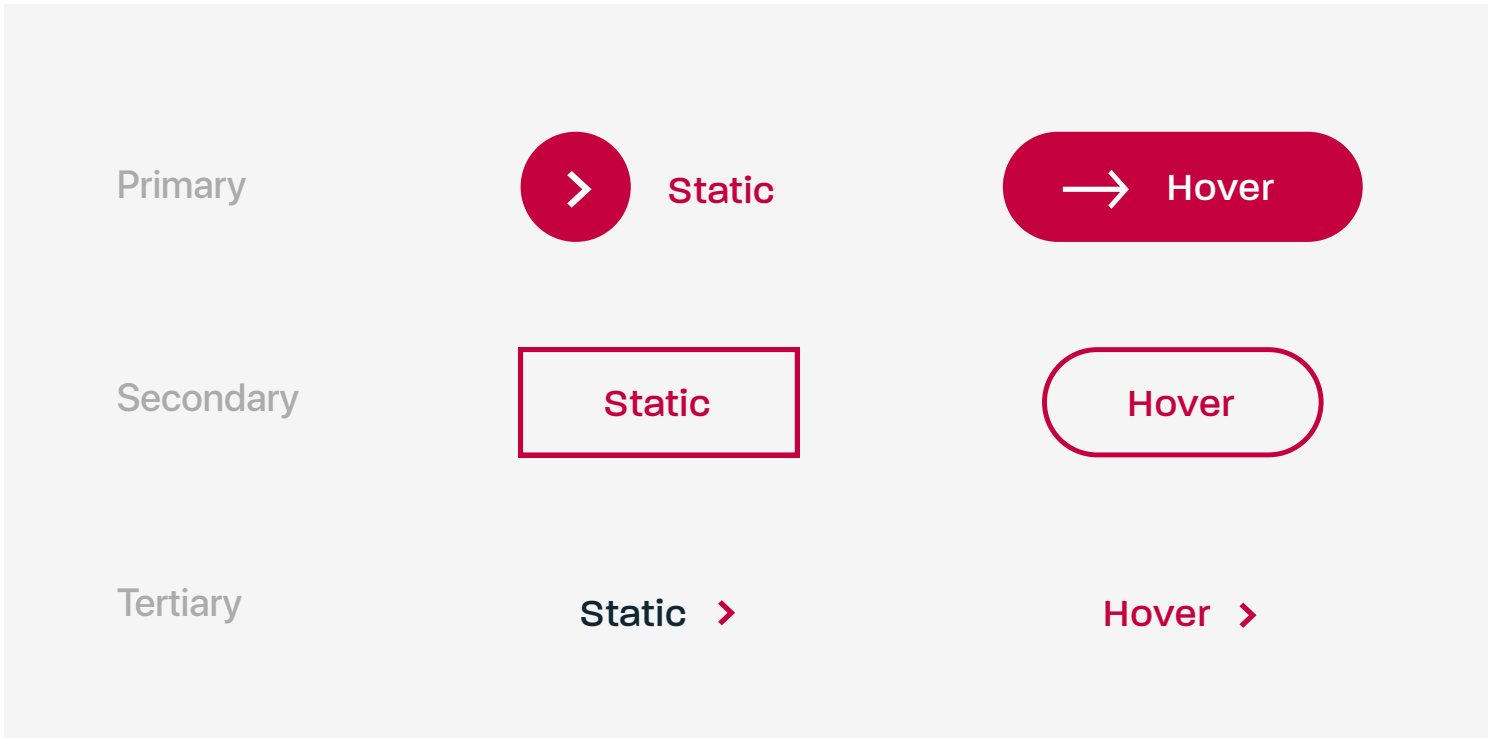 Primary
Static
Hover
Secondary
Static
Hover
Tertiary
Static
Hover